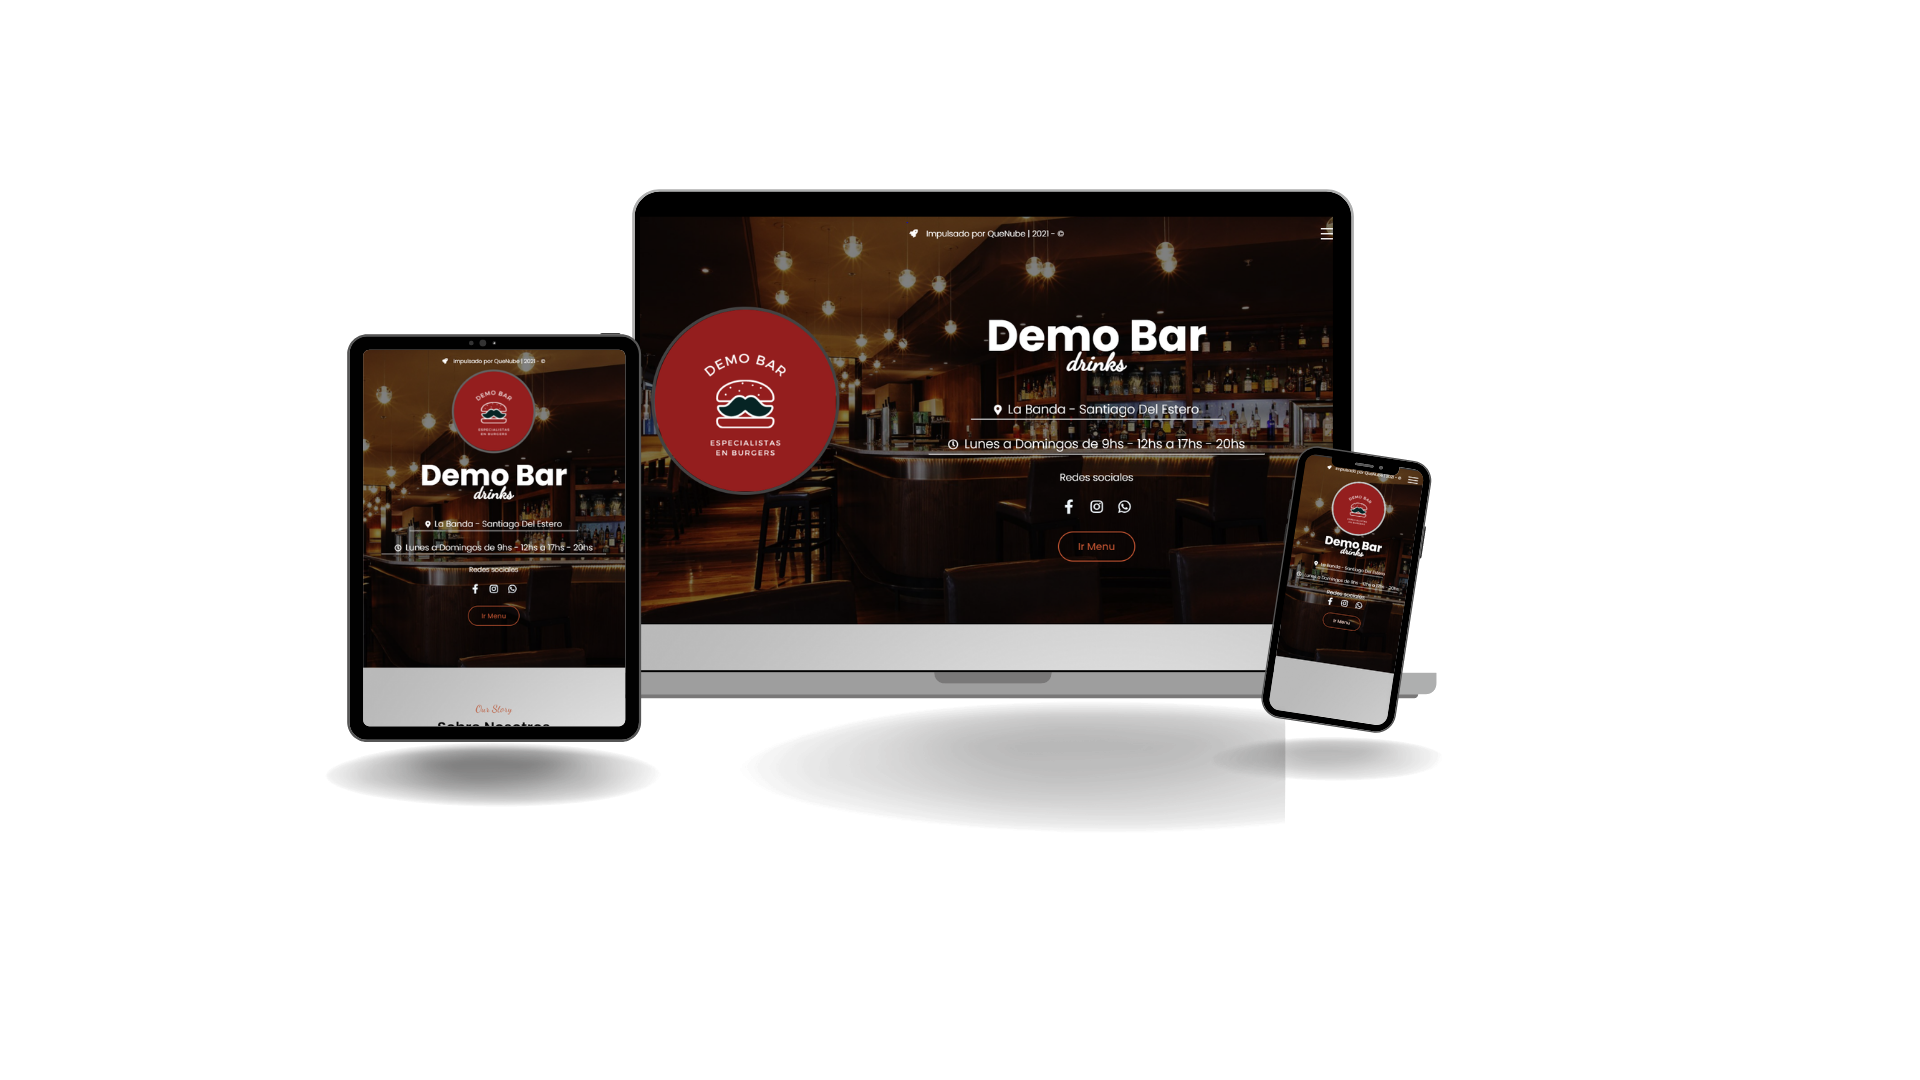 Impulsado por QueNube | 2021 - ©
DEMO BAR
ESPECIALISTAS
EN BURGERS
Demo Bar
drinks
La Banda - Santiago Del Estero
Lunes a Domingos de 9hs - 12hs a 17hs - 20hs
Redes sociales
Ir Menu
Impulsado por QueNube | 2021 - ©
DEMO BAR
ESPECIALISTAS
EN BURGERS
Demo Bar
drinks
La Banda - Santiago Del Estero
Lunes a Domingos de 9hs - 12hs a 17hs - 20hs
Redes sociales
Ir Menu
Our Story
Sobre Nosotros
Impulsado por QueNube | 2021 - ©
DEMO BAR
Demo Bar
drinks
La Banda - Santiago Del Estero
Lunes a Domingos de 9hs - 12hs a 17hs - 20hs
Redes sociales
Ir Menu